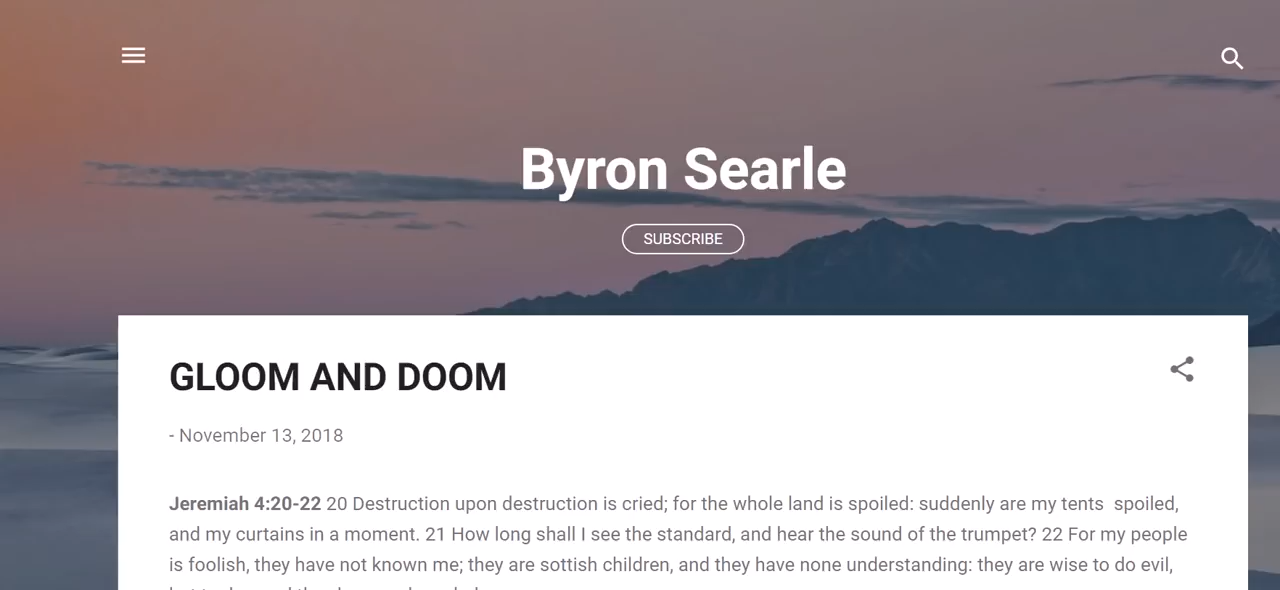 Byron Searle
SUBSCRIBE
GLOOM AND DOOM
- November 13, 2018
Jeremiah 4:20-22 20 Destruction upon destruction is cried; for the whole land is spoiled: suddenly are my tents  spoiled,
and my curtains in a moment. 21 How long shall I see the standard, and hear the sound of the trumpet? 22 For my people
is foolish, they have not known me; they are sottish children, and they have none understanding: they are wise to do evil,